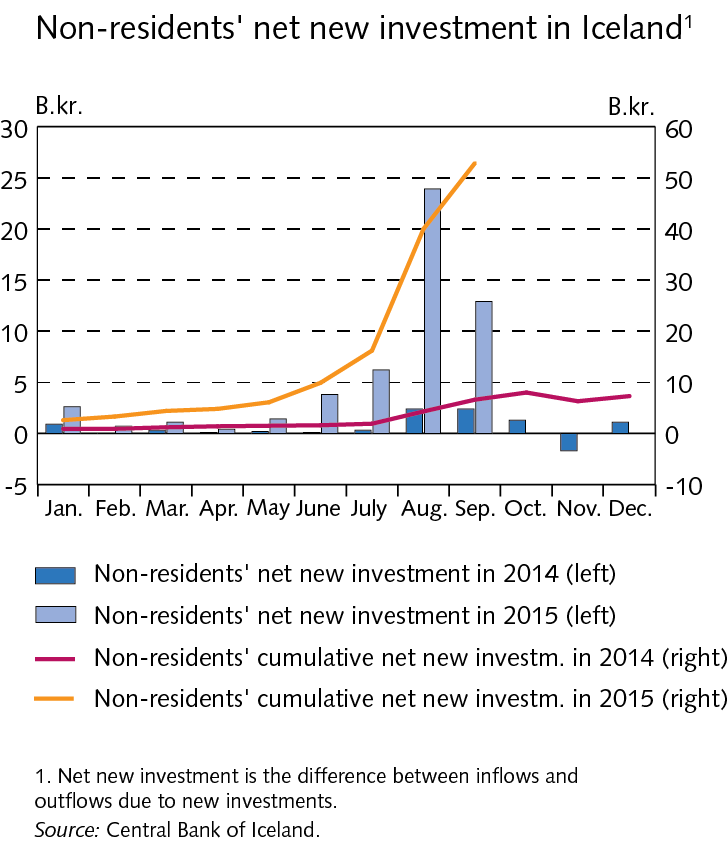 Non-residents' net new investment in Iceland1
B.kr. B.kr.
30 60
25 50
20 40
15 30
10 20
5 10
0 0
-5 -10
Jan. Feb. Mar. Apr. May June July Aug. Sep. Oct. Nov. Dec.
Non-residents' net new investment in 2014 (left)
Non-residents' net new investment in 2015 (left)
Non-residents' cumulative net new investm. in 2014 (right)
Non-residents' cumulative net new investm. in 2015 (right)
1. Net new investment is the difference between inflows and
outflows due to new investments.
Source: Central Bank of Iceland.